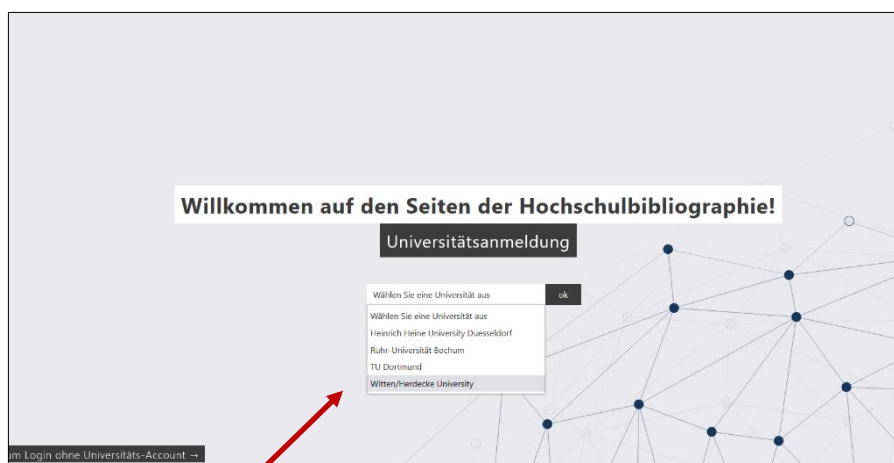 Willkommen auf den Seiten der Hochschulbibliographie!
Universitätsanmeldung
Wählen Sie eine Universität aus
ok
Wählen Sie eine Universität aus
Heinrich Heine University Duesseldorf
Ruhr-Universität Bochum
TU Dortmund
Witten/Herdecke University
um Login ohne Universitäts-Account →